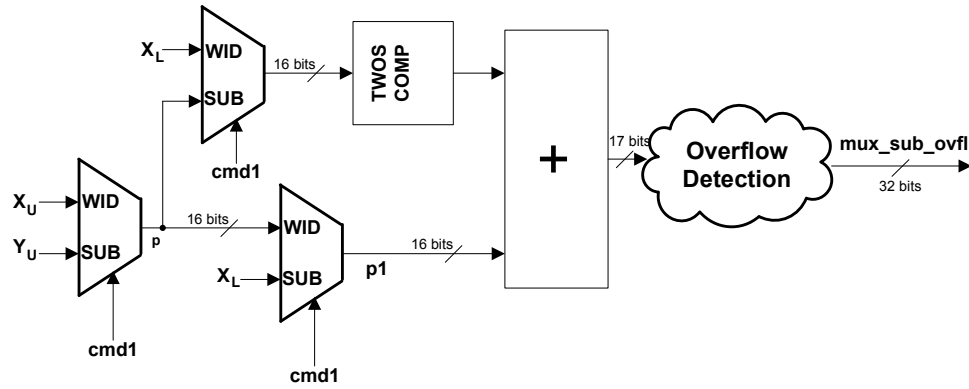 X_L
WID
SUB
cmd1
16 bits
TWOS
COMP
+
17 bits
Overflow
Detection
mux_sub_ovfl
32 bits
X_U
WID
Y_U
SUB
p
cmd1
16 bits
WID
X_L
SUB
p1
16 bits
cmd1